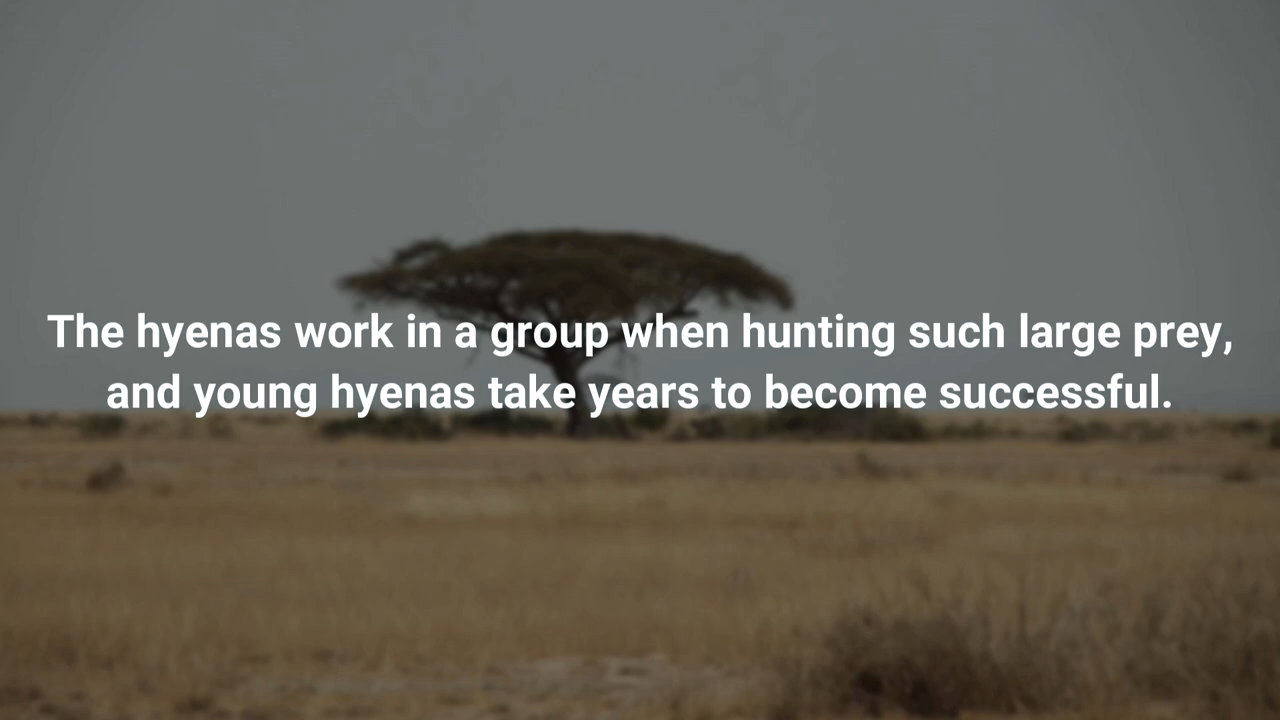 The hyenas work in a group when hunting such large prey,
and young hyenas take years to become successful.